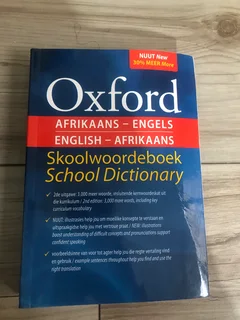 NUUT New
50% MEER More
Oxford
AFRIKAANS – ENGELS
ENGLISH – AFRIKAANS
Skoolwoordeboek
School Dictionary
2de uitgawe: 3,000 meer woorde, insluitende kernwoordeskat uit
die kurrikulum / 2nd edition: 3,000 more words, including key
curriculum vocabulary
NUUT: Illustrasies help jou om moeilike konsepte te verstaan en
uitspraakgidse help jou met vertroue praat / NEW: Illustrations
boost understanding of difficult concepts and pronunciations support
confident speaking
voorbeeldsinne van voor tot agter help jou die regte vertaling vind
en gebruik / example sentences throughout help you find and use the
right translation